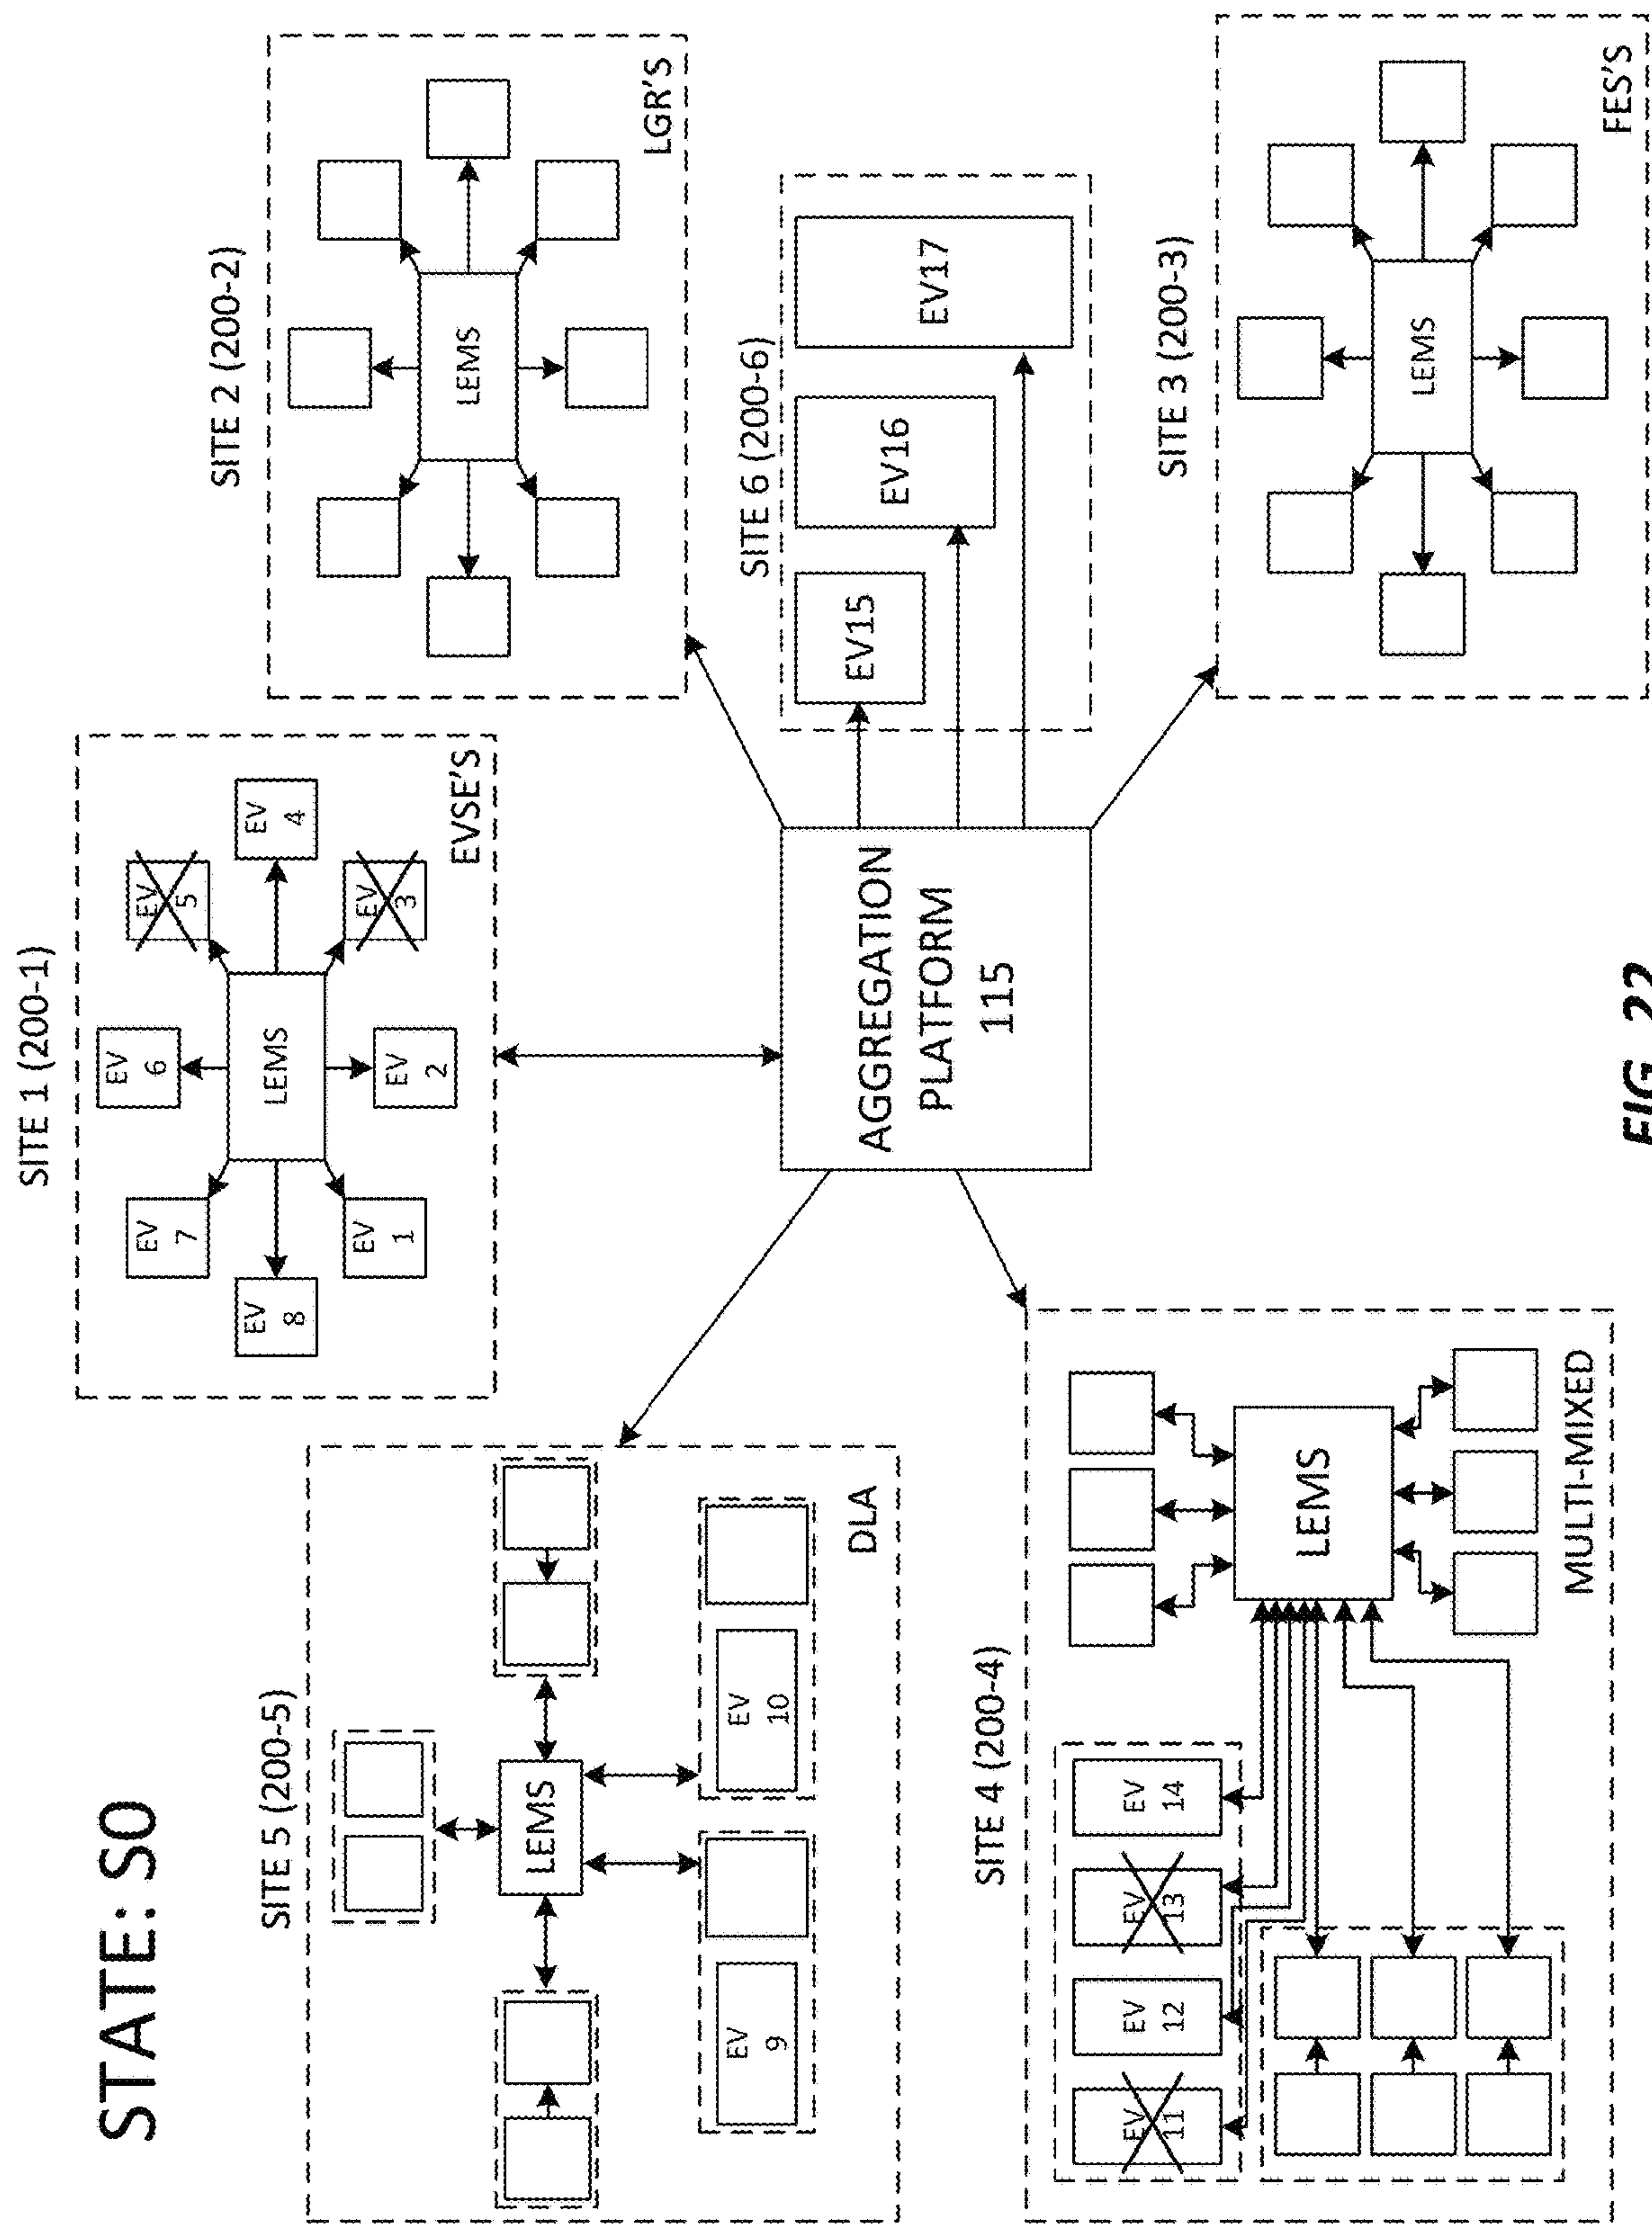 STATE: S0
SITE 1 (200-1)
EV
7
EV
6
EV
5
EV
8
LEMS
EV
4
EV
1
EV
2
EV
3
EVSE'S
SITE 2 (200-2)
LEMS
LGR'S
SITE 5 (200-5)
LEMS
EV
9
EV
10
DLA
AGGREGATION
PLATFORM
115
SITE 6 (200-6)
EV15
EV16
EV17
SITE 4 (200-4)
EV
11
EV
12
EV
13
EV
14
LEMS
MULTI-MIXED
SITE 3 (200-3)
LEMS
FES'S
FIG. 22